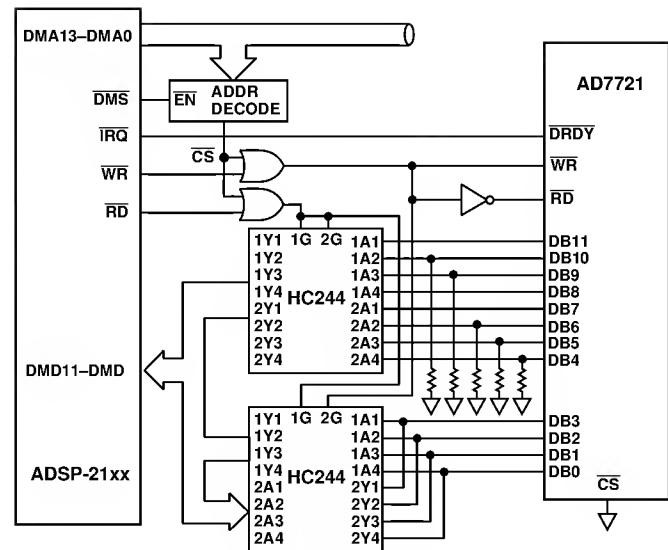 DMA13–DMA0
DMS
EN
ADDR
DECODE
AD7721
IRQ
DRDY
CS
WR
WR
RD
RD
1Y1
1G
2G
1A1
DB11
1Y2
1A2
DB10
1Y3
1A3
DB9
1Y4
HC244
1A4
DB8
2Y1
2A1
DB7
2Y2
2A2
DB6
2Y3
2A3
DB5
2Y4
2A4
DB4
DMD11–DMD
1Y1
1G
2G
1A1
DB3
1Y2
1A2
DB2
1Y3
1A3
DB1
1Y4
HC244
1A4
DB0
ADSP-21xx
2A1
2Y1
CS
2A2
2Y2
2A3
2Y3
2A4
2Y4